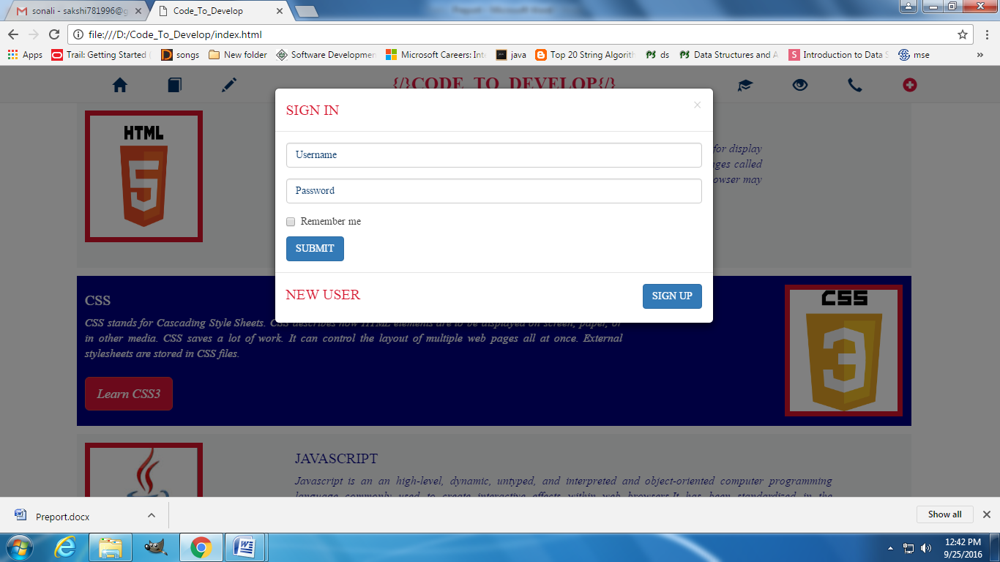 sonali - sakshi781996@g
Code_To_Develop
Preport - Microsoft Word
file:///D:/Code_To_Develop/index.html
Apps
Trail: Getting Started (
songs
New folder
Software Developmen
Microsoft Careers: Int
java
Top 20 String Algorith
ds
Data Structures and A
Introduction to Data S
mse
»
{/}CODE_TO_DEVELOP{/}
SIGN IN
×
Username
Password
Remember me
SUBMIT
NEW USER
SIGN UP
HTML
5
for display
ges called
owser may
CSS
CSS stands for Cascading Style Sheets. CSS describes how HTML elements are to be displayed on screen, paper, or
in other media. CSS saves a lot of work. It can control the layout of multiple web pages all at once. External
stylesheets are stored in CSS files.
Learn CSS3
CSS
3
JAVASCRIPT
Javascript is an an high-level, dynamic, untyped, and interpreted and object-oriented computer programming
language commonly used to create interactive effects within web browsers.It has been standardized in the
Preport.docx
Show all
12:42 PM
9/25/2016